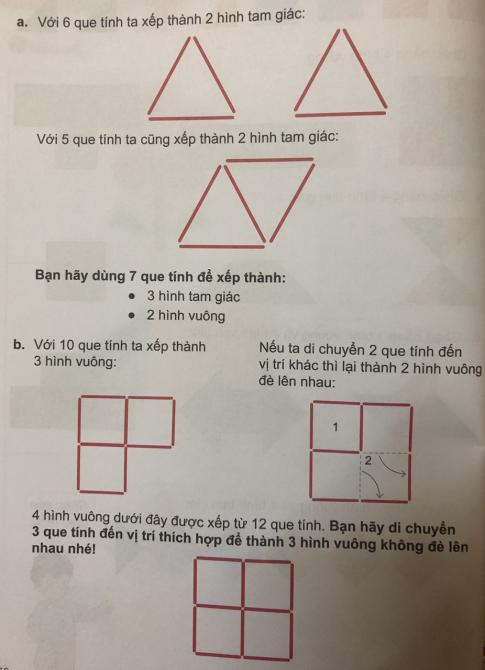 a. Với 6 que tính ta xếp thành 2 hình tam giác:
Với 5 que tính ta cũng xếp thành 2 hình tam giác:
Bạn hãy dùng 7 que tính để xếp thành:
• 3 hình tam giác
• 2 hình vuông
b. Với 10 que tính ta xếp thành
3 hình vuông:
Nếu ta di chuyển 2 que tính đến
vị trí khác thì lại thành 2 hình vuông
đè lên nhau:
1
2
4 hình vuông dưới đây được xếp từ 12 que tính. Bạn hãy di chuyển
3 que tính đến vị trí thích hợp để thành 3 hình vuông không đè lên
nhau nhé!